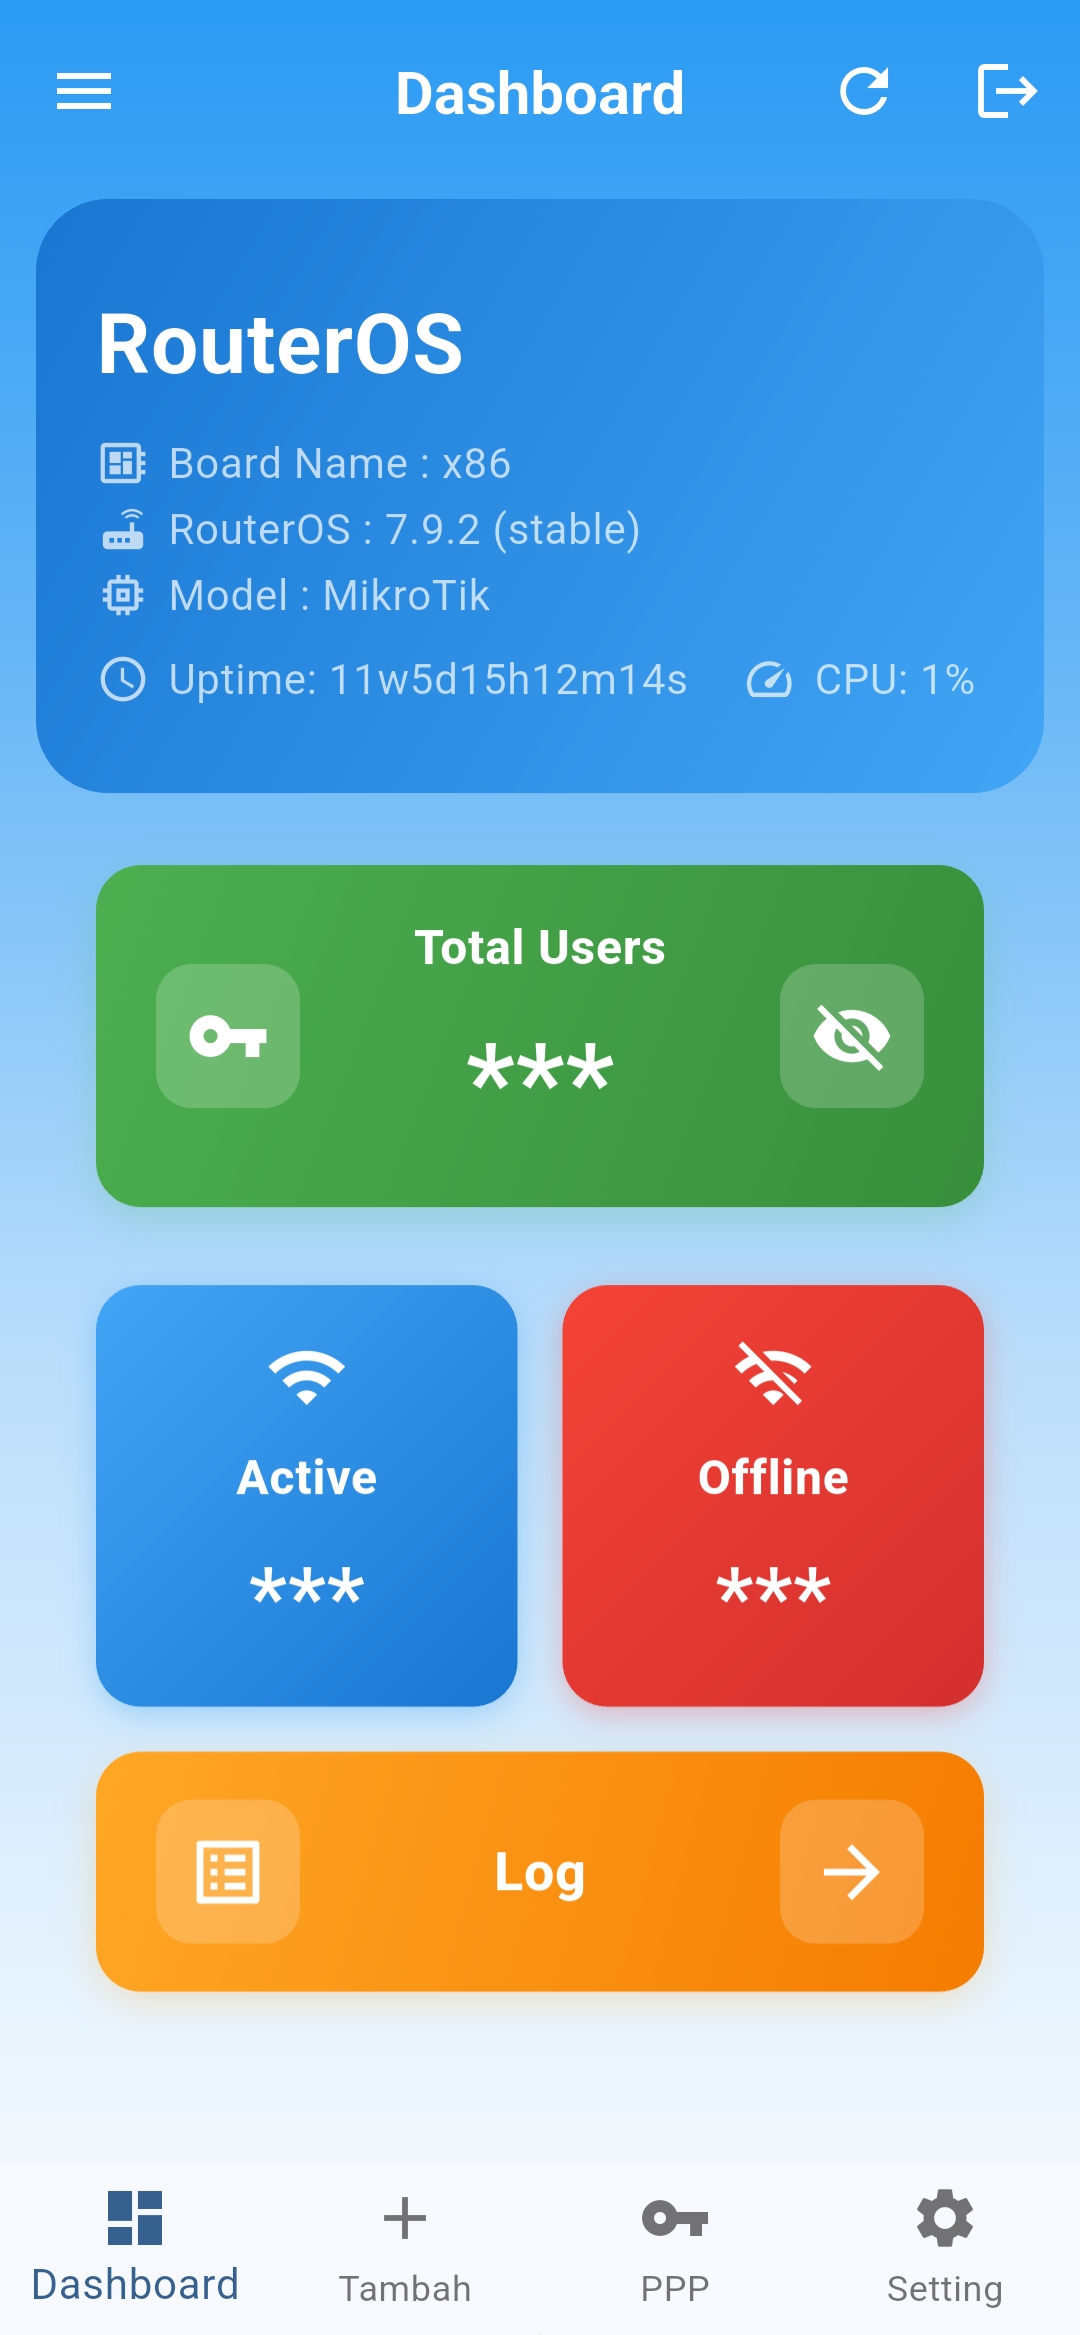 Dashboard
RouterOS
Board Name : x86
RouterOS : 7.9.2 (stable)
Model : MikroTik
Uptime: 11w5d15h12m14s CPU: 1%
Total Users
***
Active
***
Offline
***
Log
Dashboard
Tambah
PPP
Setting